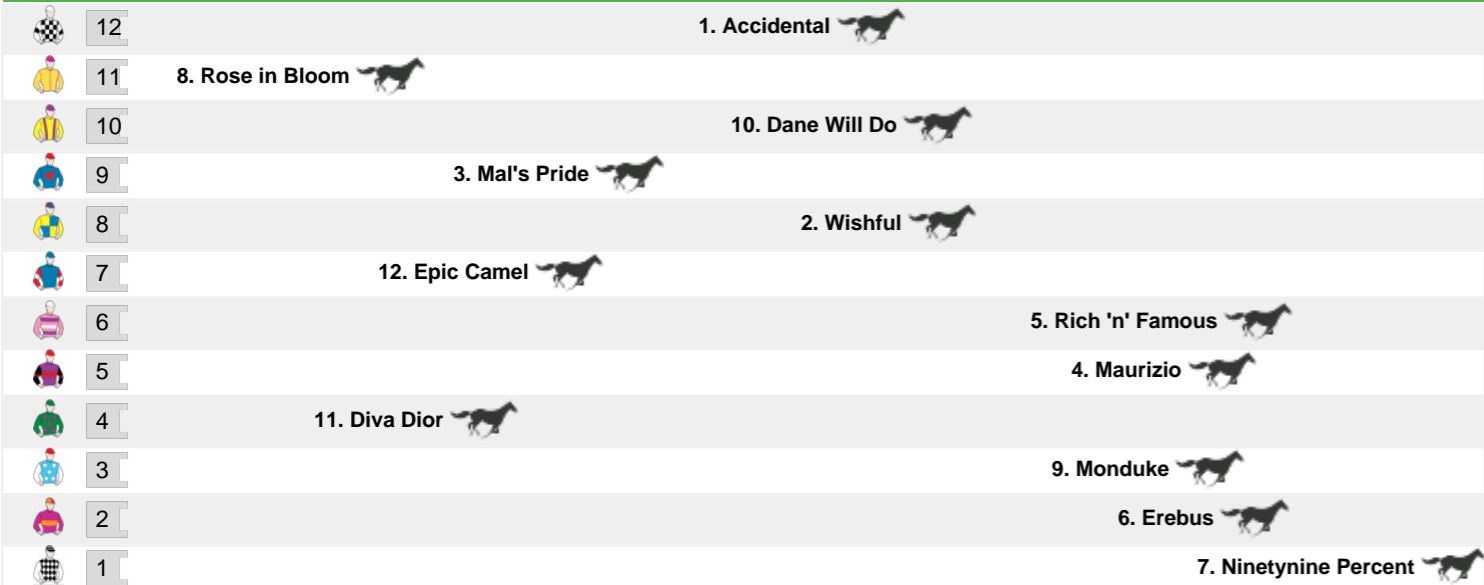 12 1. Accidental
11 8. Rose in Bloom
10 10. Dane Will Do
9 3. Mal's Pride
8 2. Wishful
7 12. Epic Camel
6 5. Rich 'n' Famous
5 4. Maurizio
4 11. Diva Dior
3 9. Monduke
2 6. Erebus
1 7. Ninetynine Percent